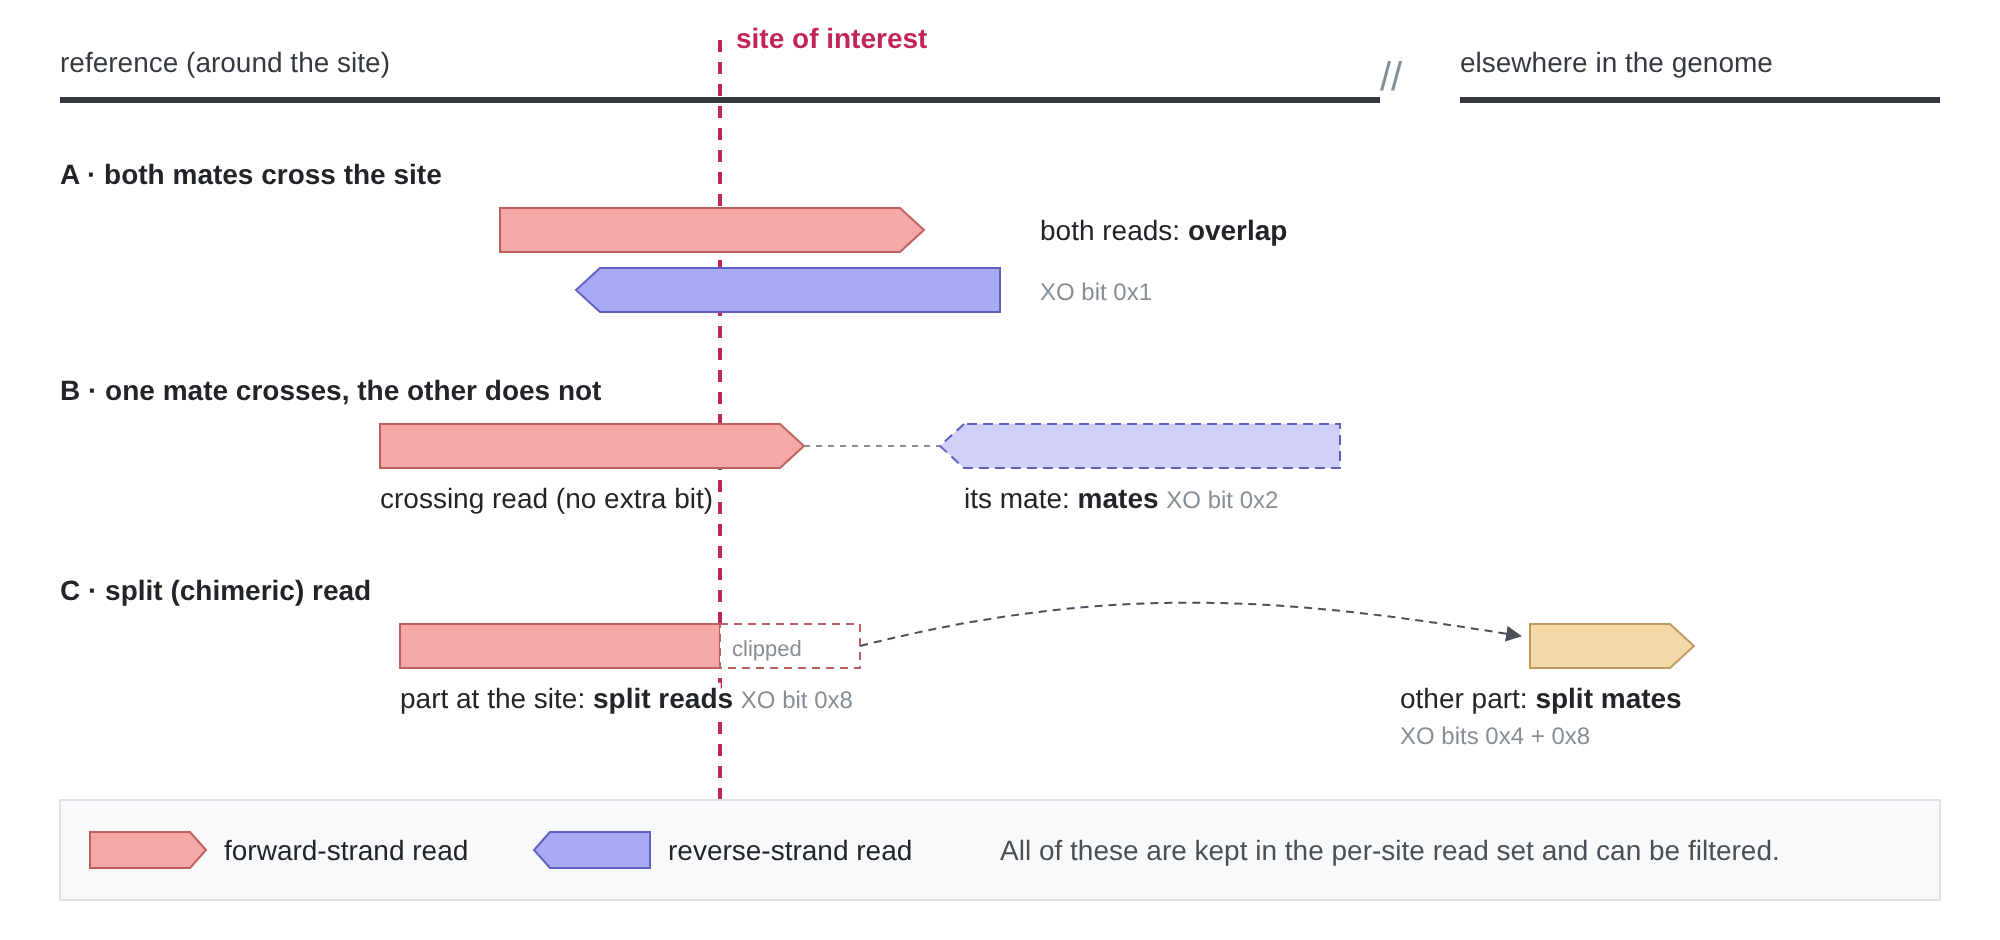 site of interest
reference (around the site)
//
elsewhere in the genome
A · both mates cross the site
both reads: overlap
XO bit 0x1
B · one mate crosses, the other does not
crossing read (no extra bit)
its mate: mates XO bit 0x2
C · split (chimeric) read
clipped
part at the site: split reads XO bit 0x8
other part: split mates
XO bits 0x4 + 0x8
forward-strand read
reverse-strand read
All of these are kept in the per-site read set and can be filtered.